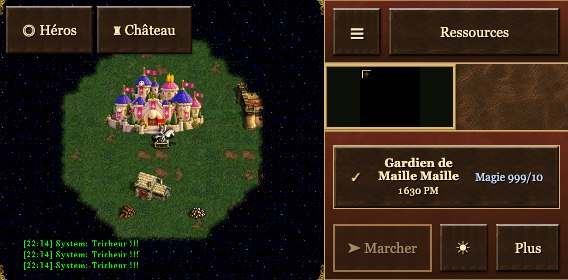 Héros
Château
Ressources
Gardien de
Maille Maille
1630 PM
Magie 999/10
Marcher
Plus
[22:14] System: Tricheur !!!
[22:14] System: Tricheur !!!
[22:14] System: Tricheur !!!